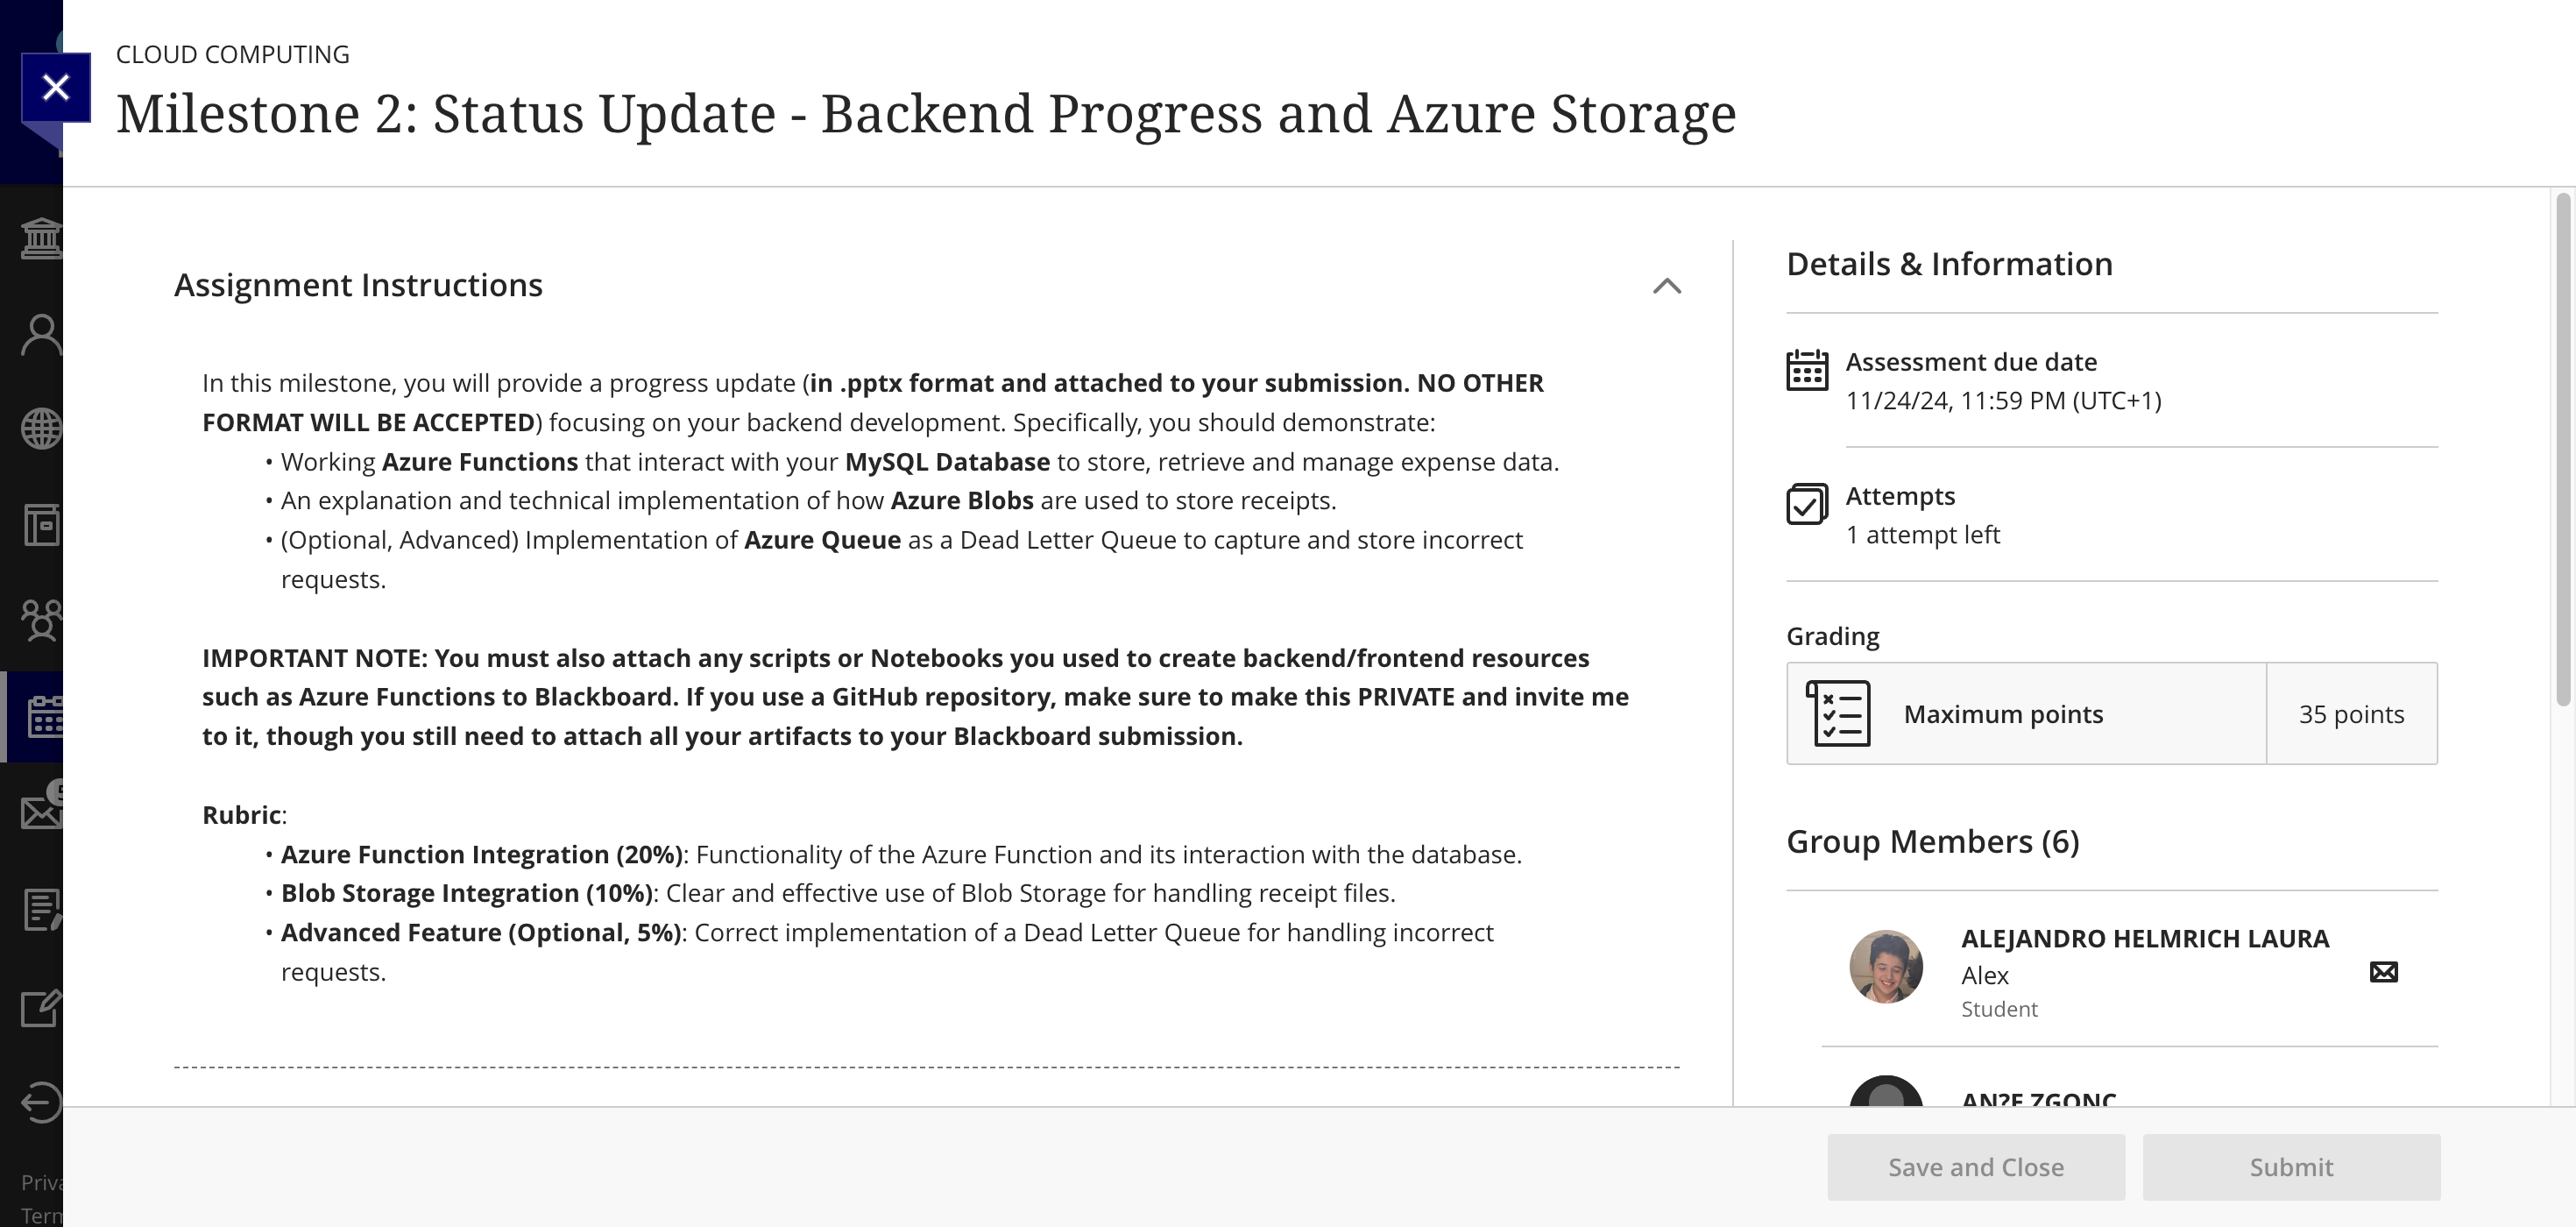 CLOUD COMPUTING
Milestone 2: Status Update - Backend Progress and Azure Storage
Assignment Instructions
In this milestone, you will provide a progress update (in .pptx format and attached to your submission. NO OTHER
FORMAT WILL BE ACCEPTED) focusing on your backend development. Specifically, you should demonstrate:
• Working Azure Functions that interact with your MySQL Database to store, retrieve and manage expense data.
• An explanation and technical implementation of how Azure Blobs are used to store receipts.
• (Optional, Advanced) Implementation of Azure Queue as a Dead Letter Queue to capture and store incorrect
requests.
IMPORTANT NOTE: You must also attach any scripts or Notebooks you used to create backend/frontend resources
such as Azure Functions to Blackboard. If you use a GitHub repository, make sure to make this PRIVATE and invite me
to it, though you still need to attach all your artifacts to your Blackboard submission.
Rubric:
• Azure Function Integration (20%): Functionality of the Azure Function and its interaction with the database.
• Blob Storage Integration (10%): Clear and effective use of Blob Storage for handling receipt files.
• Advanced Feature (Optional, 5%): Correct implementation of a Dead Letter Queue for handling incorrect
requests.
Details & Information
Assessment due date
11/24/24, 11:59 PM (UTC+1)
Attempts
1 attempt left
Grading
Maximum points
35 points
Group Members (6)
ALEJANDRO HELMRICH LAURA
Alex
Student
AN?E ZGONC
Save and Close
Submit